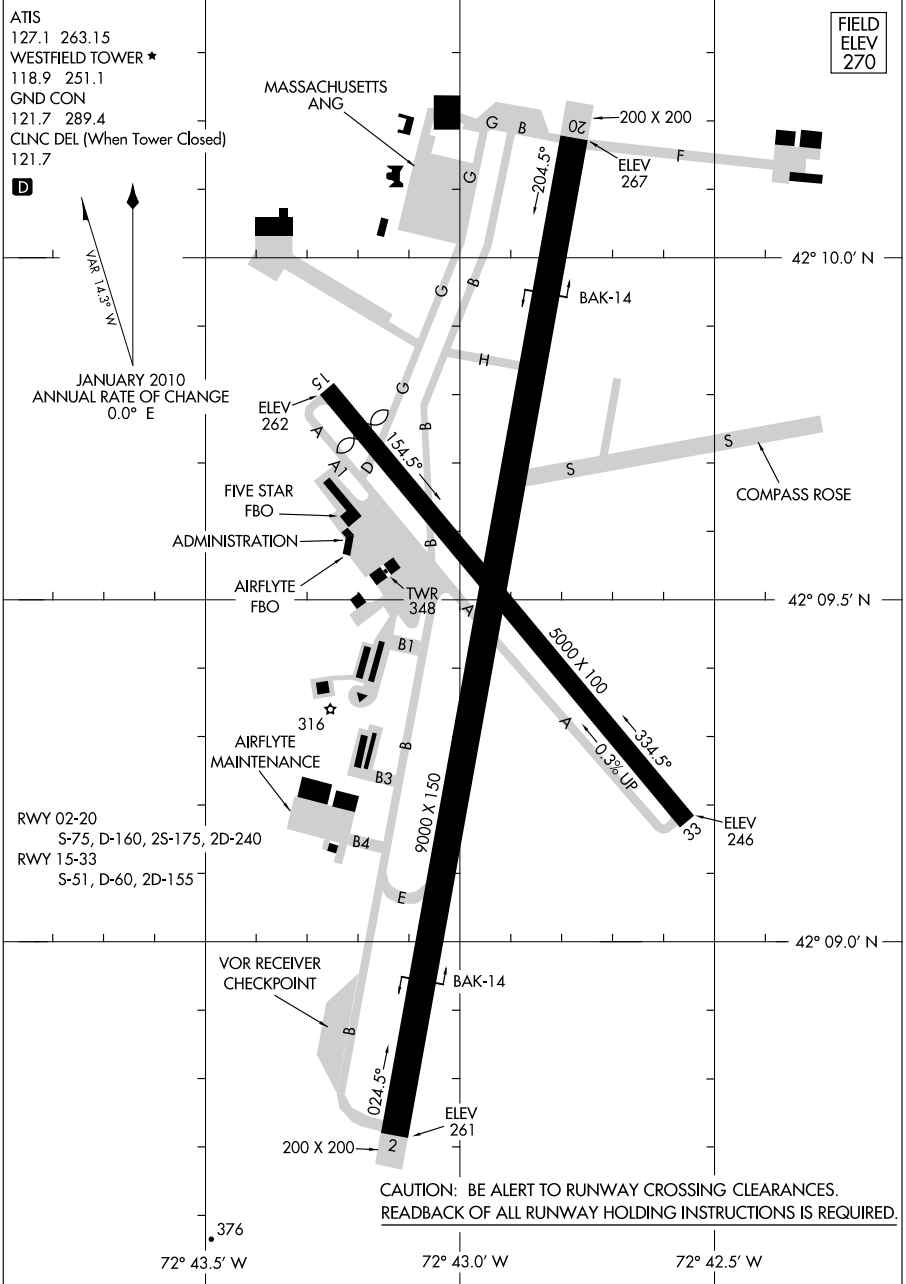 ATIS
127.1 263.15
WESTFIELD TOWER ★
118.9 251.1
GND CON
121.7 289.4
CLNC DEL (When Tower Closed)
121.7
D
FIELD
ELEV
270
MASSACHUSETTS
ANG
G
B
20
200 X 200
ELEV
267
F
G
204.5°
VAR 14.3° W
42° 10.0' N
G
B
BAK-14
H
JANUARY 2010
ANNUAL RATE OF CHANGE
0.0° E
15
ELEV
262
G
A
B
154.5°
A1
D
S
S
COMPASS ROSE
FIVE STAR
FBO
ADMINISTRATION
AIRFLYTE
FBO
B
TWR
348
A
42° 09.5' N
B1
5000 X 100
316
A
334.5°
0.3% UP
AIRFLYTE
MAINTENANCE
B
B3
9000 X 150
33
ELEV
246
B4
RWY 02-20
S-75, D-160, 2S-175, 2D-240
RWY 15-33
S-51, D-60, 2D-155
E
42° 09.0' N
VOR RECEIVER
CHECKPOINT
BAK-14
B
024.5°
ELEV
261
2
200 X 200
CAUTION: BE ALERT TO RUNWAY CROSSING CLEARANCES.
READBACK OF ALL RUNWAY HOLDING INSTRUCTIONS IS REQUIRED.
376
72° 43.5' W
72° 43.0' W
72° 42.5' W